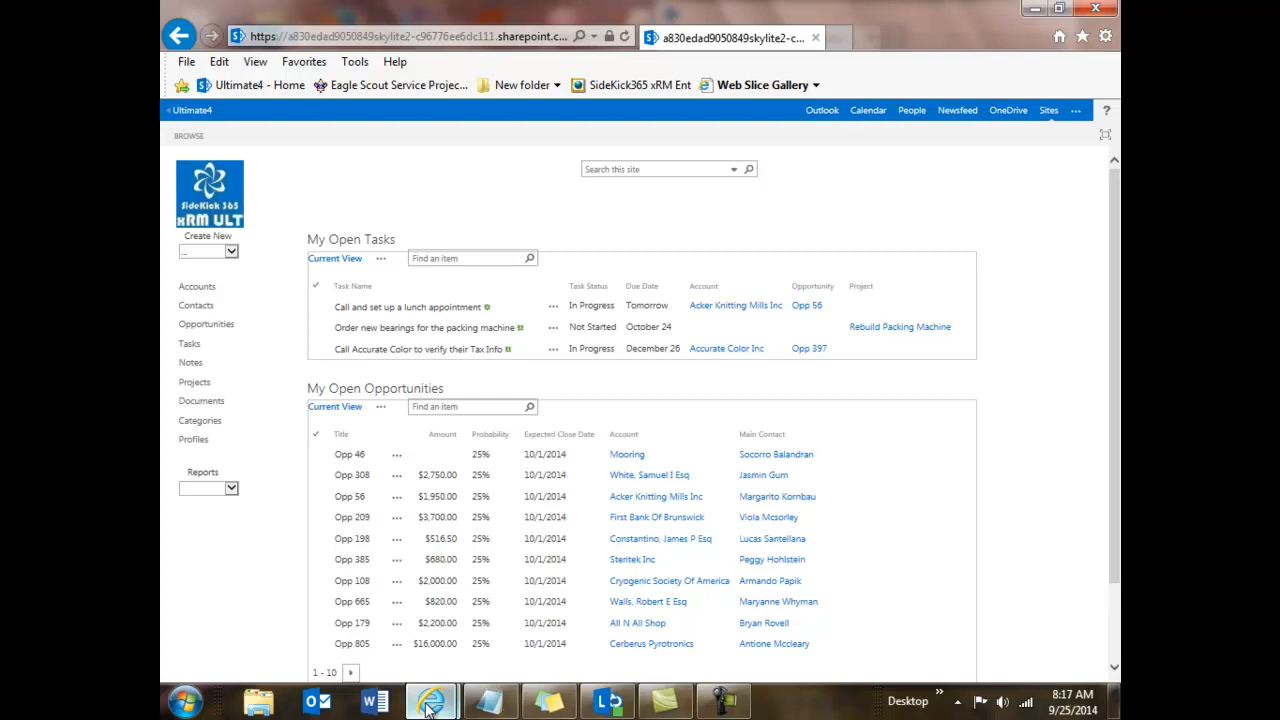 https://a830edad9050849skylite2-c96776ee6dc111.sharepoint.c... a830edad9050849skylite2-c...
File Edit View Favorites Tools Help
Ultimate4 - Home Eagle Scout Service Projec... New folder SideKick365 xRM Ent Web Slice Gallery
Ultimate4 Outlook Calendar People Newsfeed OneDrive Sites ... ?
BROWSE
Search this site
SideKick 365
xRM ULT
Create New
...
Accounts
Contacts
Opportunities
Tasks
Notes
Projects
Documents
Categories
Profiles
Reports
My Open Tasks
Current View ... Find an item
Task Name Task Status Due Date Account Opportunity Project
Call and set up a lunch appointment ... In Progress Tomorrow Acker Knitting Mills Inc Opp 56
Order new bearings for the packing machine ... Not Started October 24 Rebuild Packing Machine
Call Accurate Color to verify their Tax Info ... In Progress December 26 Accurate Color Inc Opp 397
My Open Opportunities
Current View ... Find an item
Title Amount Probability Expected Close Date Account Main Contact
Opp 46 ... 25% 10/1/2014 Mooring Socorro Balandran
Opp 308 ... $2,750.00 25% 10/1/2014 White, Samuel I Esq Jasmin Gum
Opp 56 ... $1,950.00 25% 10/1/2014 Acker Knitting Mills Inc Margarito Kornbau
Opp 209 ... $3,700.00 25% 10/1/2014 First Bank Of Brunswick Viola Mcsorley
Opp 198 ... $516.50 25% 10/1/2014 Constantino, James P Esq Lucas Santellana
Opp 385 ... $680.00 25% 10/1/2014 Steritek Inc Peggy Hohlstein
Opp 108 ... $2,000.00 25% 10/1/2014 Cryogenic Society Of America Armando Papik
Opp 665 ... $820.00 25% 10/1/2014 Walls, Robert E Esq Maryanne Whyman
Opp 179 ... $2,200.00 25% 10/1/2014 All N All Shop Bryan Rovell
Opp 805 ... $16,000.00 25% 10/1/2014 Cerberus Pyrotronics Antione Mccleary
1 - 10
Desktop
8:17 AM
9/25/2014